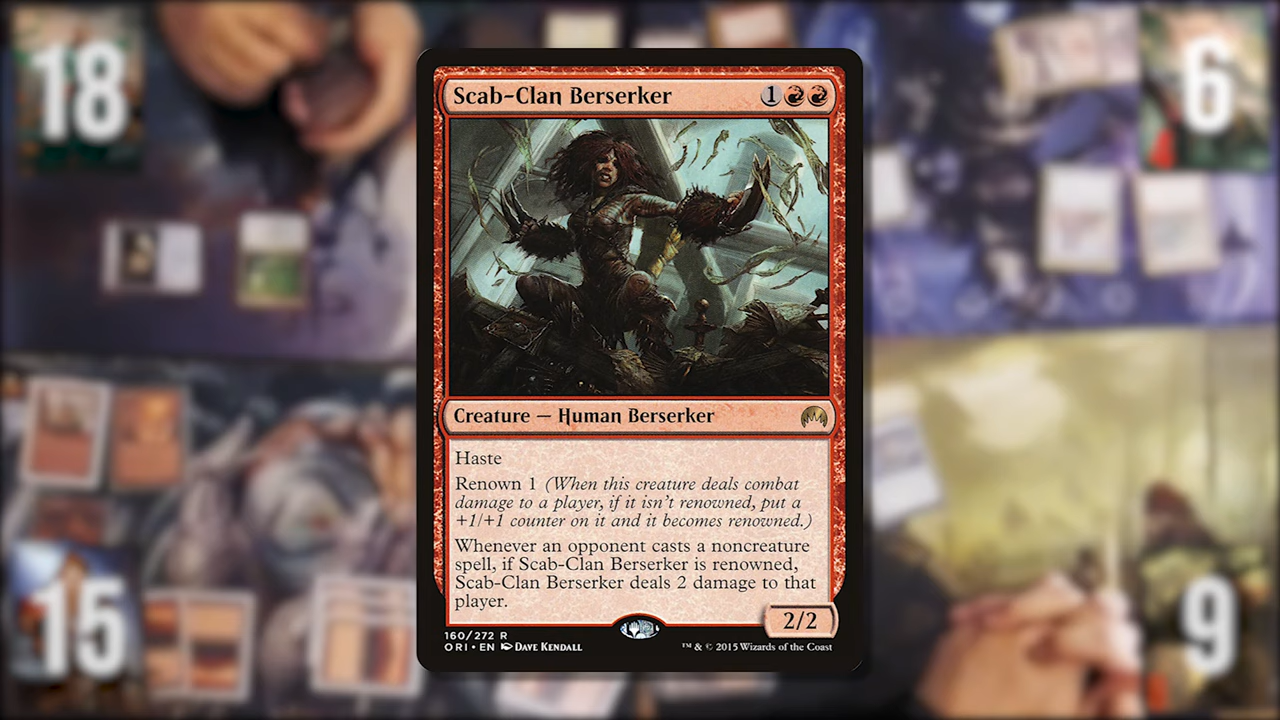 18
6
Scab-Clan Berserker 1
Creature — Human Berserker
Haste
Renown 1 (When this creature deals combat
damage to a player, if it isn't renowned, put a
+1/+1 counter on it and it becomes renowned.)
Whenever an opponent casts a noncreature
spell, if Scab-Clan Berserker is renowned,
Scab-Clan Berserker deals 2 damage to that
player.
2/2
160/272 R
ORI • EN DAVE KENDALL
™ & © 2015 Wizards of the Coast
15
9